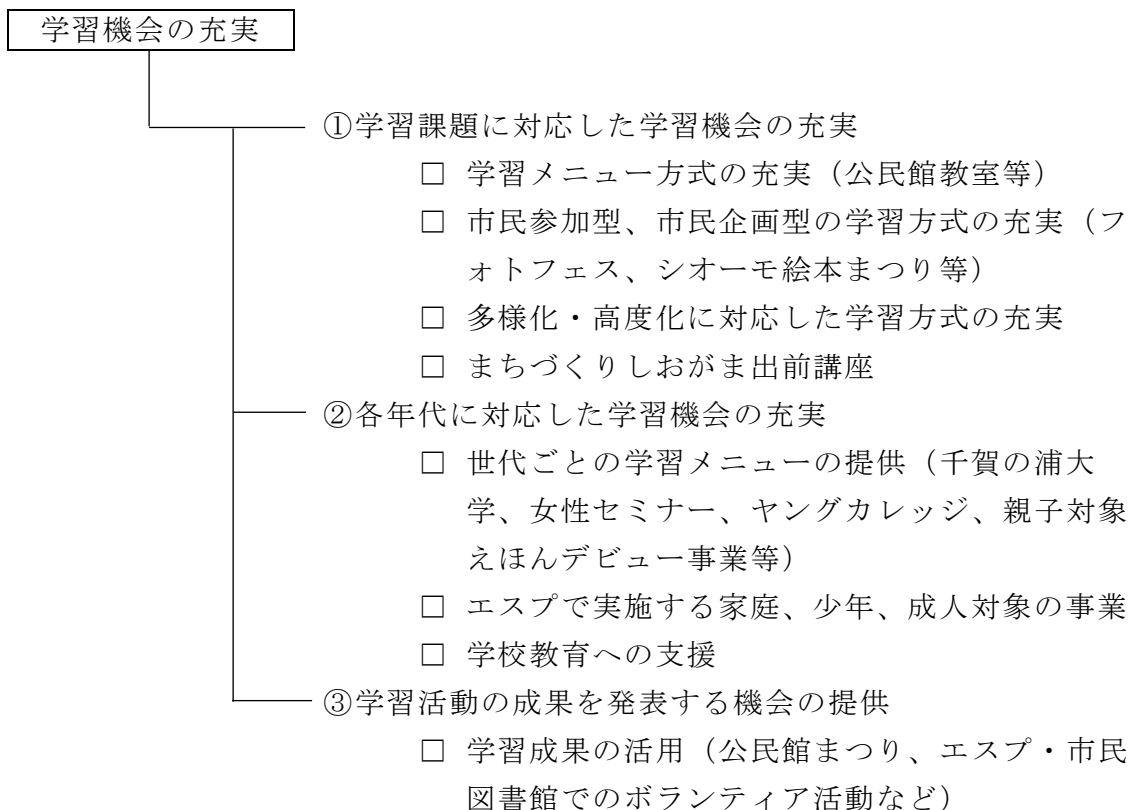 学習機会の充実
①学習課題に対応した学習機会の充実
□ 学習メニュー方式の充実（公民館教室等）
□ 市民参加型、市民企画型の学習方式の充実（フ
ォトフェス、シオーモ絵本まつり等）
□ 多様化・高度化に対応した学習方式の充実
□ まちづくりしおがま出前講座
②各年代に対応した学習機会の充実
□ 世代ごとの学習メニューの提供（千賀の浦大
学、女性セミナー、ヤングカレッジ、親子対象
えほんデビュー事業等）
□ エスプで実施する家庭、少年、成人対象の事業
□ 学校教育への支援
③学習活動の成果を発表する機会の提供
□ 学習成果の活用（公民館まつり、エスプ・市民
図書館でのボランティア活動など）